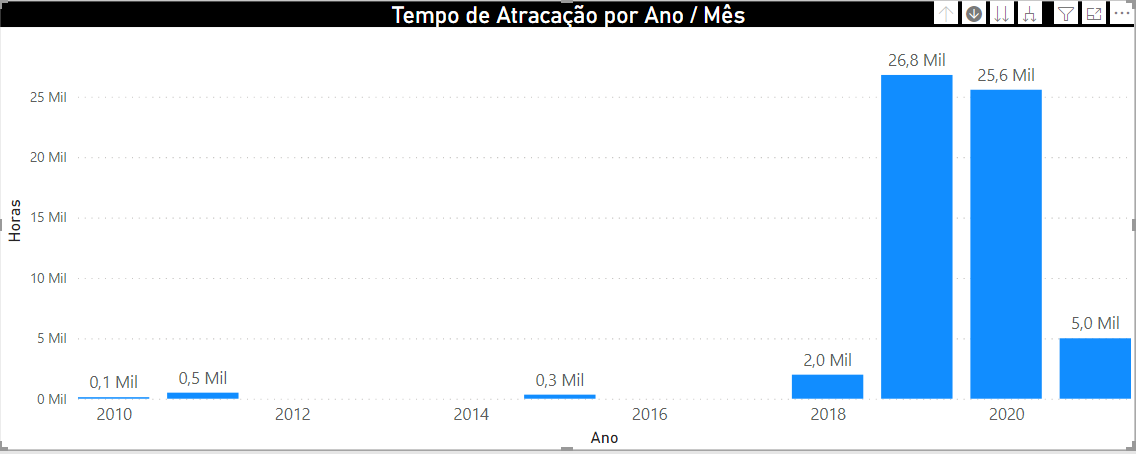 Tempo de Atracação por Ano / Mês
26,8 Mil
25,6 Mil
25 Mil
20 Mil
15 Mil
10 Mil
5,0 Mil
5 Mil
2,0 Mil
0,1 Mil 0,5 Mil 0,3 Mil
0 Mil
2010 2012 2014 2016 2018 2020
Horas
Ano